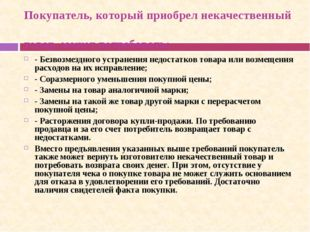 Покупатель, который приобрел некачественный
товар, может потребовать:
- Безвозмездного устранения недостатков товара или возмещения
расходов на их исправление;
- Соразмерного уменьшения покупной цены;
- Замены на товар аналогичной марки;
- Замены на такой же товар другой марки с перерасчетом
покупной цены;
- Расторжения договора купли-продажи. По требованию
продавца и за его счет потребитель возвращает товар с
недостатками.
Вместо предъявления указанных выше требований покупатель
также может вернуть изготовителю некачественный товар и
потребовать возврата своих денег. При этом, отсутствие у
покупателя чека о покупке товара не может служить основанием
для отказа в удовлетворении его требований. Достаточно
наличия свидетелей факта покупки.